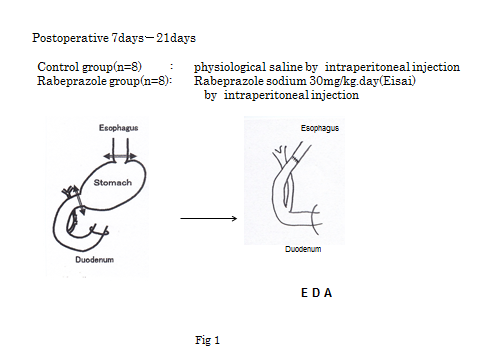 Postoperative 7days－21days
Control group(n=8) : physiological saline by intraperitoneal injection
Rabeprazole group(n=8): Rabeprazole sodium 30mg/kg.day(Eisai)
by intraperitoneal injection
Esophagus
Stomach
Duodenum
Esophagus
Duodenum
E D A
Fig 1